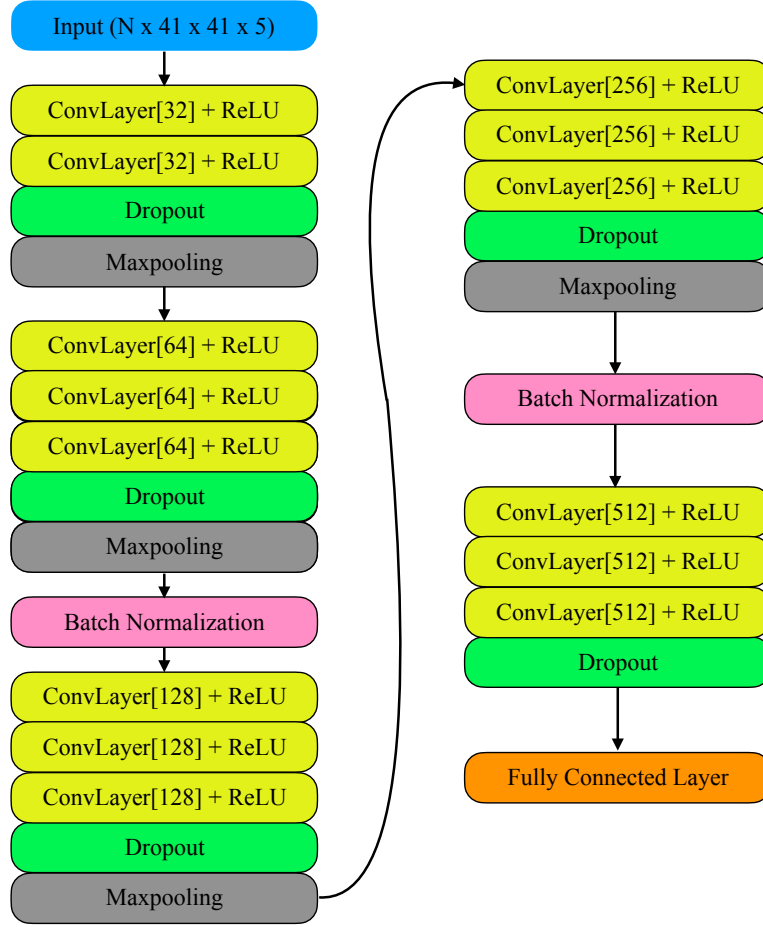 Input (N x 41 x 41 x 5)
ConvLayer[32] + ReLU
ConvLayer[32] + ReLU
Dropout
Maxpooling
ConvLayer[64] + ReLU
ConvLayer[64] + ReLU
ConvLayer[64] + ReLU
Dropout
Maxpooling
Batch Normalization
ConvLayer[128] + ReLU
ConvLayer[128] + ReLU
ConvLayer[128] + ReLU
Dropout
Maxpooling
ConvLayer[256] + ReLU
ConvLayer[256] + ReLU
ConvLayer[256] + ReLU
Dropout
Maxpooling
Batch Normalization
ConvLayer[512] + ReLU
ConvLayer[512] + ReLU
ConvLayer[512] + ReLU
Dropout
Fully Connected Layer